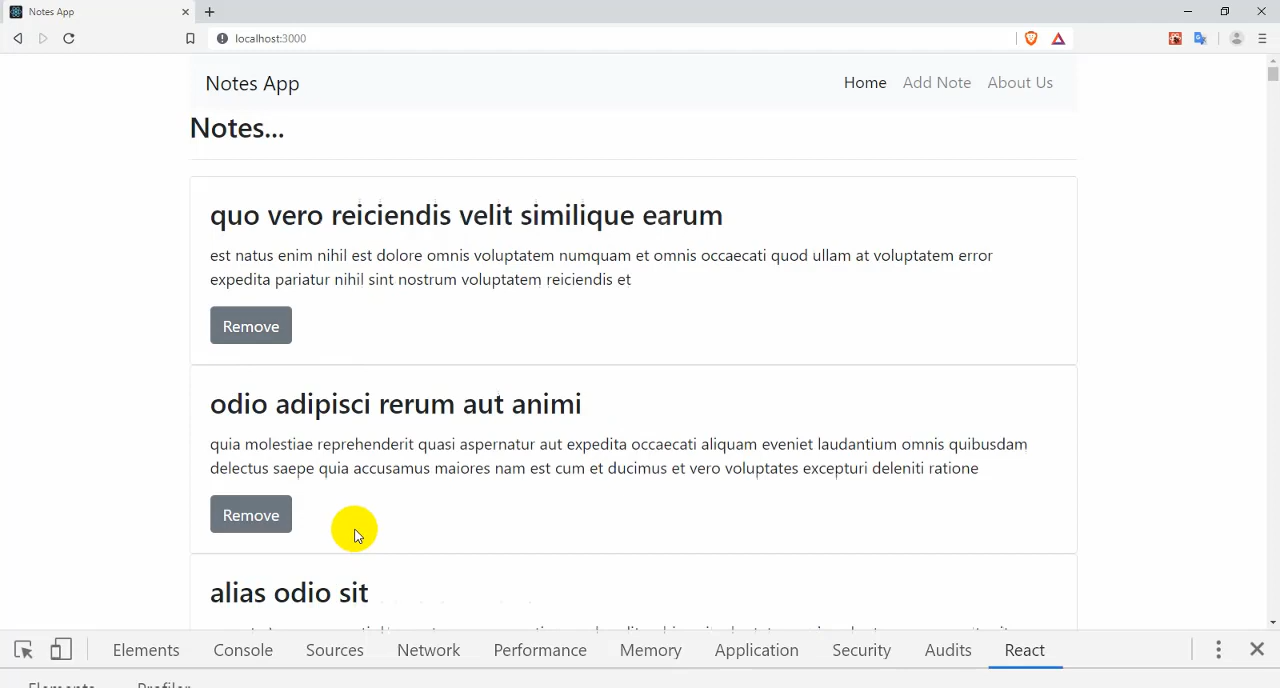 Notes App
localhost:3000
Notes App Home Add Note About Us
Notes...
quo vero reiciendis velit similique earum
est natus enim nihil est dolore omnis voluptatem numquam et omnis occaecati quod ullam at voluptatem error
expedita pariatur nihil sint nostrum voluptatem reiciendis et
Remove
odio adipisci rerum aut animi
quia molestiae reprehenderit quasi aspernatur aut expedita occaecati aliquam eveniet laudantium omnis quibusdam
delectus saepe quia accusamus maiores nam est cum et ducimus et vero voluptates excepturi deleniti ratione
Remove
alias odio sit
Elements Console Sources Network Performance Memory Application Security Audits React
Elements Profiler